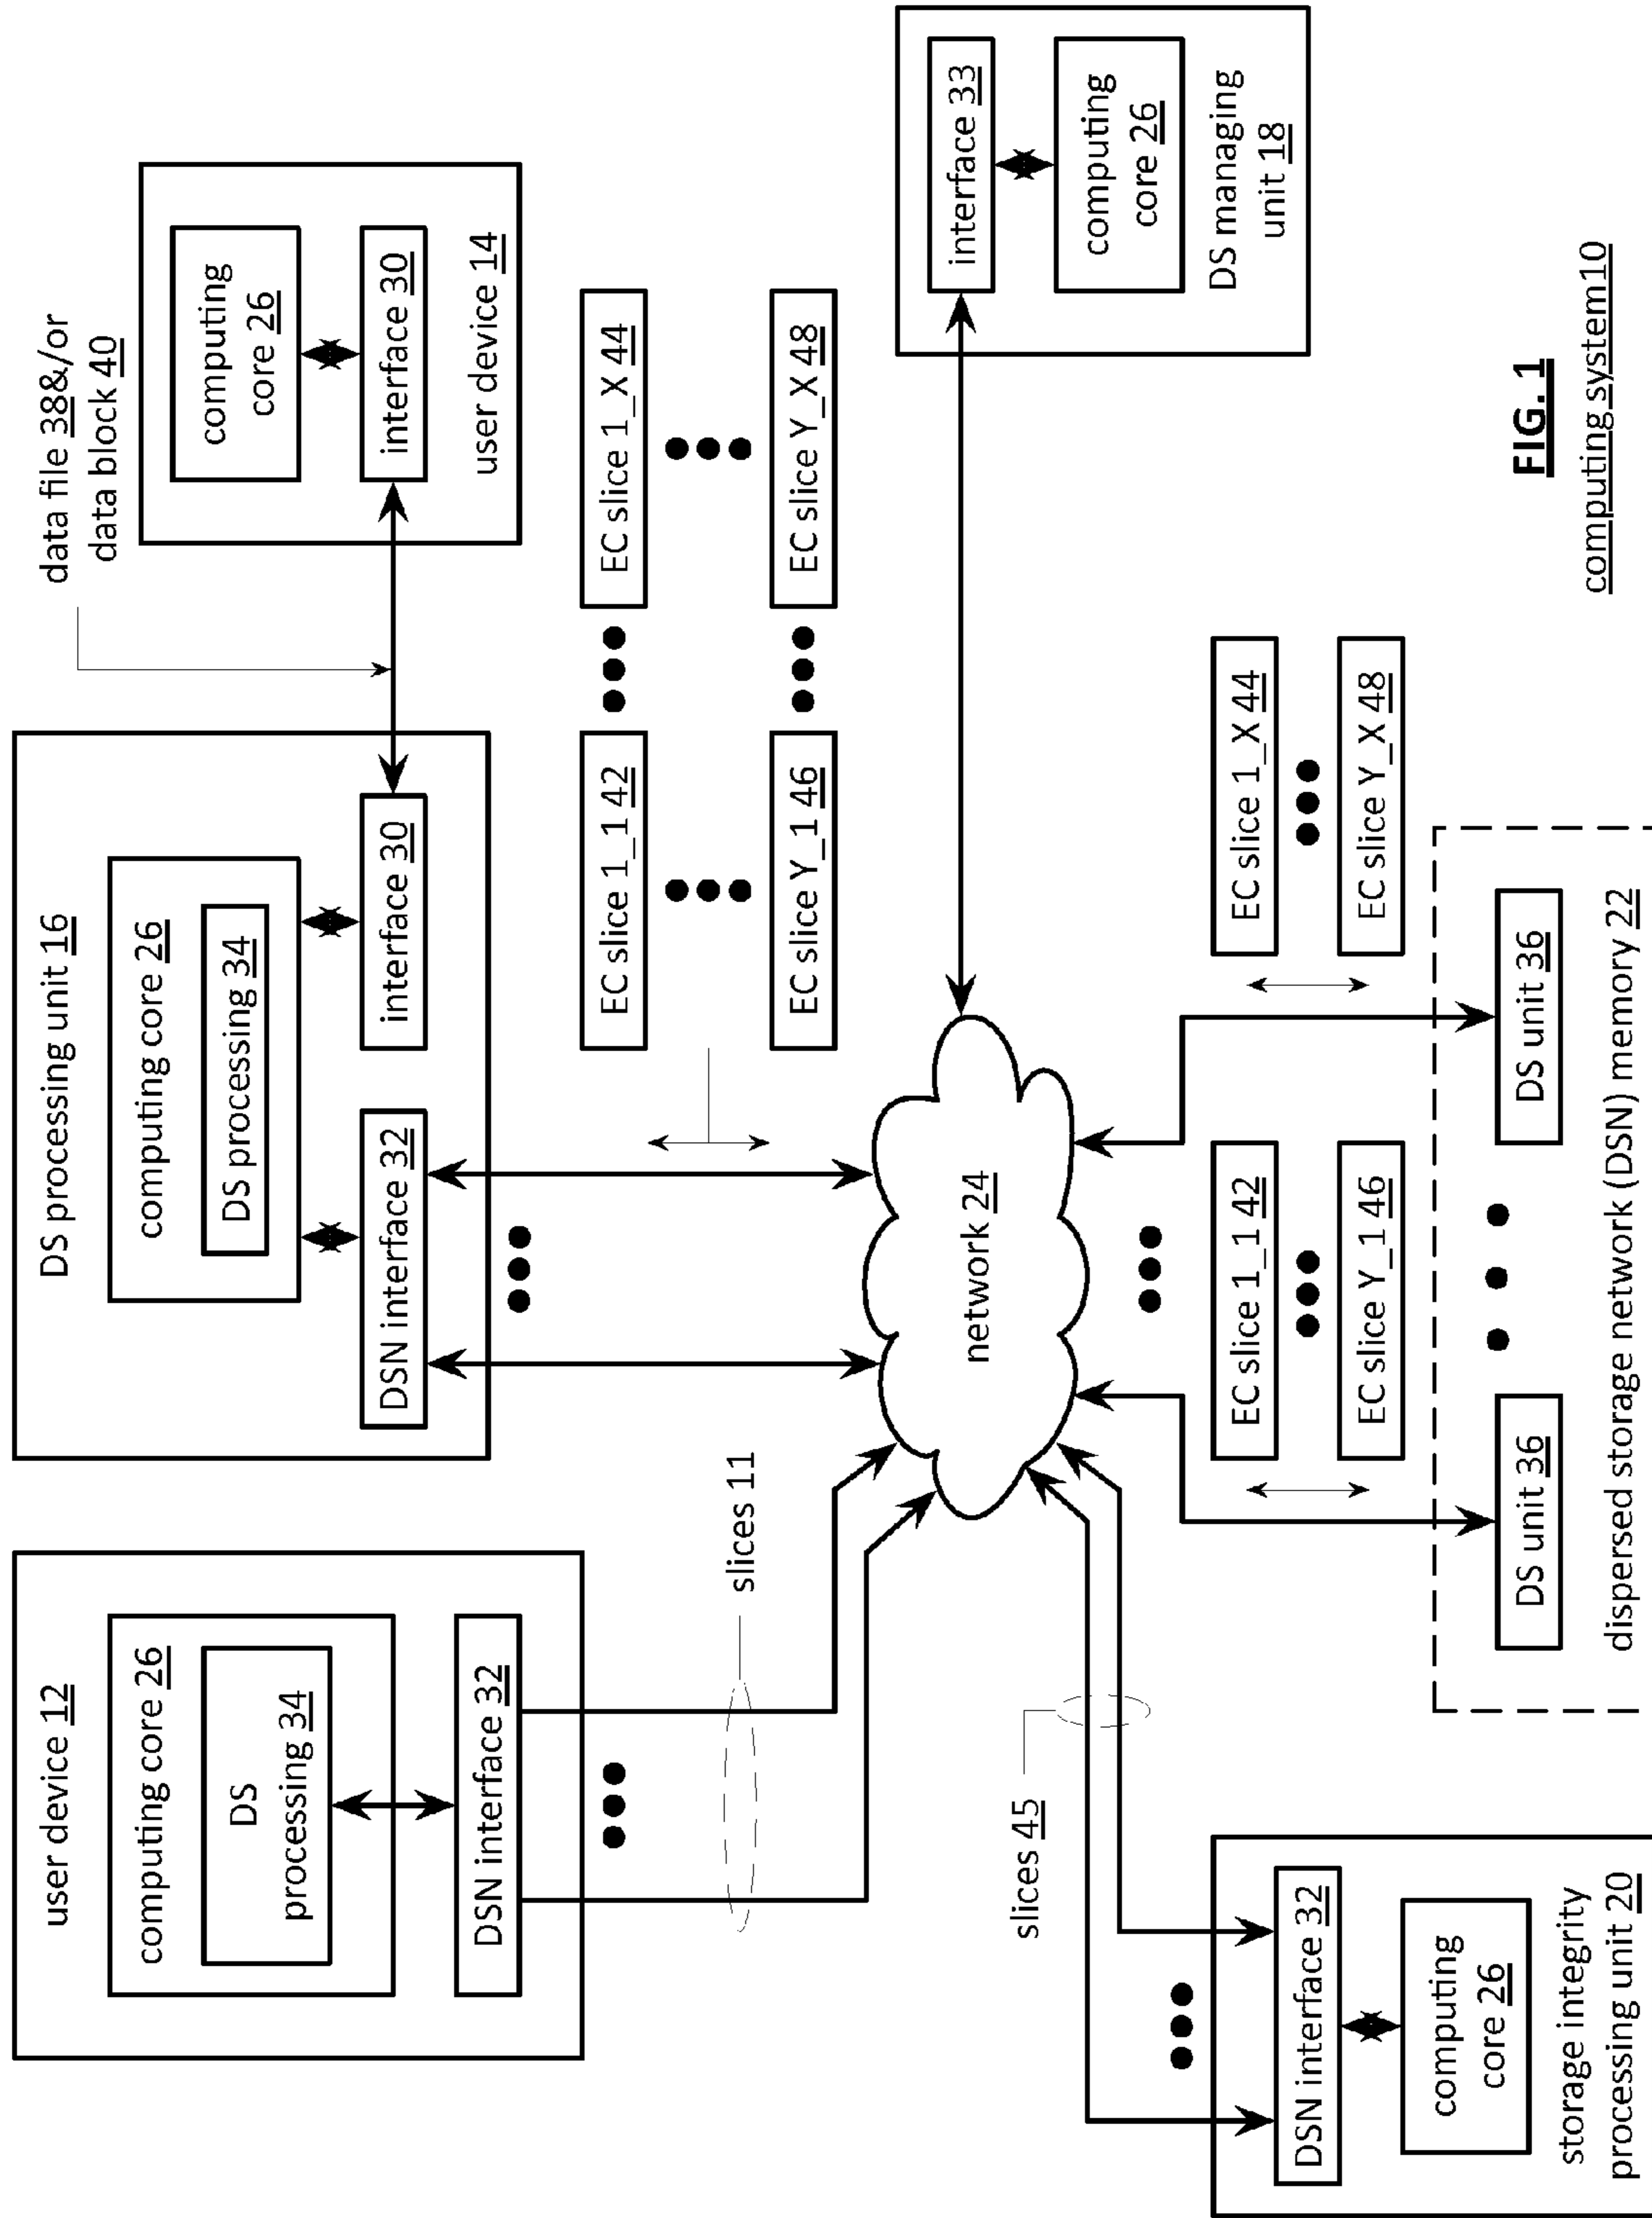 user device 12
computing core 26
DS
processing 34
DSN interface 32
slices 11
DS processing unit 16
computing core 26
DS processing 34
DSN interface 32
interface 30
data file 38&/or
data block 40
computing
core 26
interface 30
user device 14
EC slice 1_1 42
EC slice 1_X 44
EC slice Y_1 46
EC slice Y_X 48
network 24
interface 33
computing
core 26
DS managing
unit 18
slices 45
DSN interface 32
computing
core 26
storage integrity
processing unit 20
EC slice 1_1 42
EC slice Y_1 46
EC slice 1_X 44
EC slice Y_X 48
DS unit 36
DS unit 36
dispersed storage network (DSN) memory 22
FIG. 1
computing system10